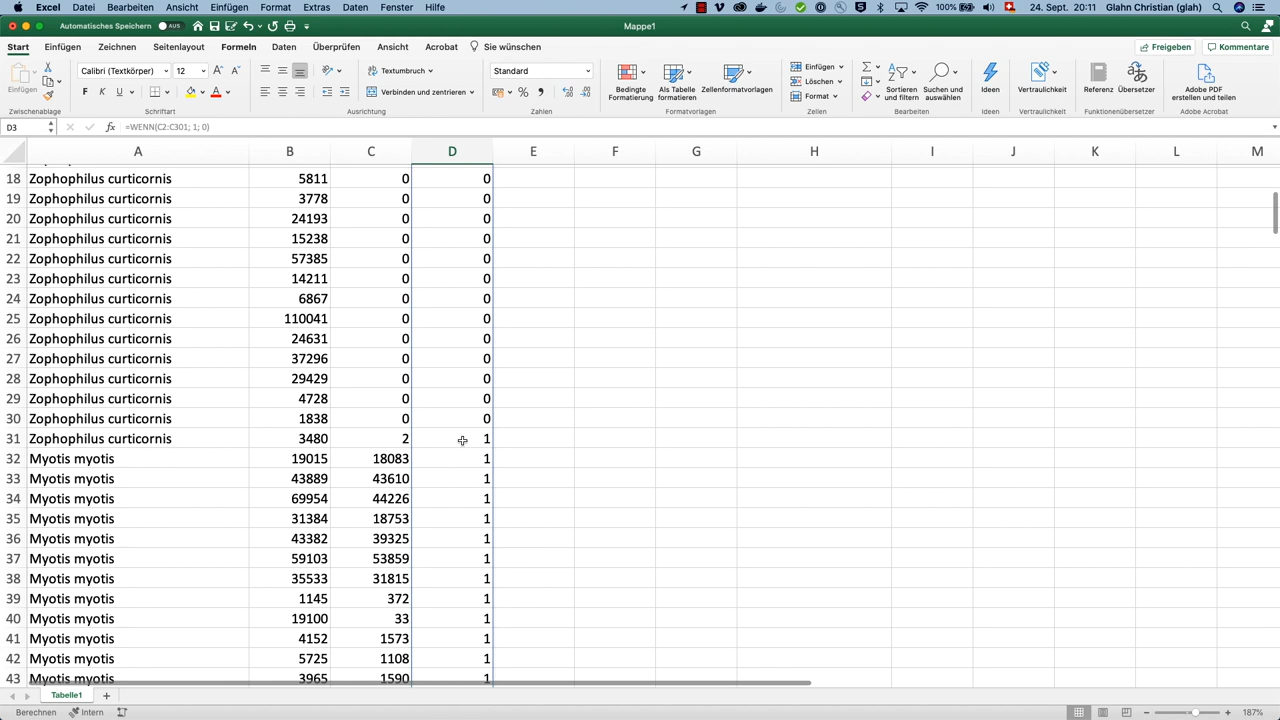 Excel Datei Bearbeiten Ansicht Einfügen Format Extras Daten Fenster Hilfe 100% 24. Sept. 20:11 Glahn Christian (glah)
Automatisches Speichern AUS Mappe1
Start Einfügen Zeichnen Seitenlayout Formeln Daten Überprüfen Ansicht Acrobat Sie wünschen Freigeben Kommentare
Einfügen Calibri (Textkörper) 12 A A Textumbruch Standard Bedingte Formatierung Als Tabelle formatieren Zellenformatvorlagen Einfügen Löschen Format Sortieren und filtern Suchen und auswählen Ideen Vertraulichkeit Referenz Übersetzer Adobe PDF erstellen und teilen
F K U A Verbinden und zentrieren %
Zwischenablage Schriftart Ausrichtung Zahlen Formatvorlagen Zellen Bearbeiten Ideen Vertraulichkeit Funktionenübersetzer Adobe Acrobat
D3 fx =WENN(C2:C301; 1; 0)
A B C D E F G H I J K L M
18 Zophophilus curticornis 5811 0 0
19 Zophophilus curticornis 3778 0 0
20 Zophophilus curticornis 24193 0 0
21 Zophophilus curticornis 15238 0 0
22 Zophophilus curticornis 57385 0 0
23 Zophophilus curticornis 14211 0 0
24 Zophophilus curticornis 6867 0 0
25 Zophophilus curticornis 110041 0 0
26 Zophophilus curticornis 24631 0 0
27 Zophophilus curticornis 37296 0 0
28 Zophophilus curticornis 29429 0 0
29 Zophophilus curticornis 4728 0 0
30 Zophophilus curticornis 1838 0 0
31 Zophophilus curticornis 3480 2 1
32 Myotis myotis 19015 18083 1
33 Myotis myotis 43889 43610 1
34 Myotis myotis 69954 44226 1
35 Myotis myotis 31384 18753 1
36 Myotis myotis 43382 39325 1
37 Myotis myotis 59103 53859 1
38 Myotis myotis 35533 31815 1
39 Myotis myotis 1145 372 1
40 Myotis myotis 19100 33 1
41 Myotis myotis 4152 1573 1
42 Myotis myotis 5725 1108 1
43 Myotis myotis 3965 1590 1
Tabelle1
Berechnen Intern 187%